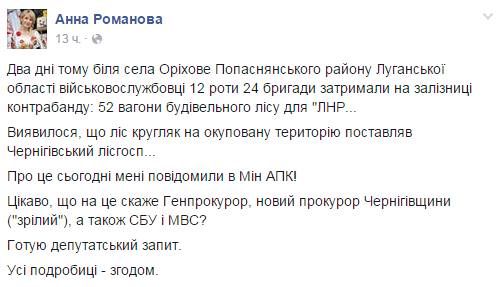 Анна Романова
13 ч. ·
Два дні тому біля села Оріхове Попаснянського району Луганської
області військовослужбовці 12 роти 24 бригади затримали на залізниці
контрабанду: 52 вагони будівельного лісу для "ЛНР...
Виявилося, що ліс кругляк на окуповану територію поставляв
Чернігівський лісгосп...
Про це сьогодні мені повідомили в Мін АПК!
Цікаво, що на це скаже Генпрокурор, новий прокурор Чернігівщини
("зрілий"), а також СБУ і МВС?
Готую депутатський запит.
Усі подробиці - згодом.